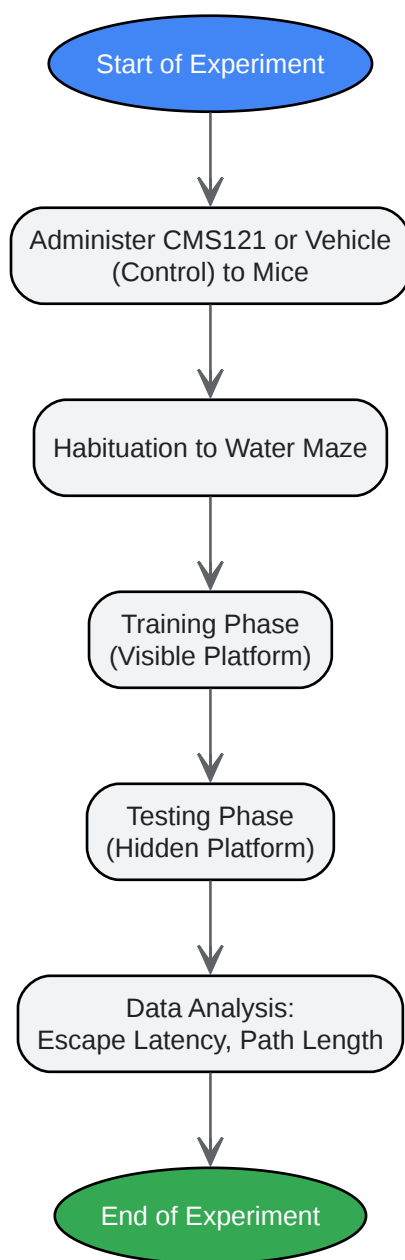 Start of Experiment
Administer CMS121 or Vehicle
(Control) to Mice
Habituation to Water Maze
Training Phase
(Visible Platform)
Testing Phase
(Hidden Platform)
Data Analysis:
Escape Latency, Path Length
End of Experiment